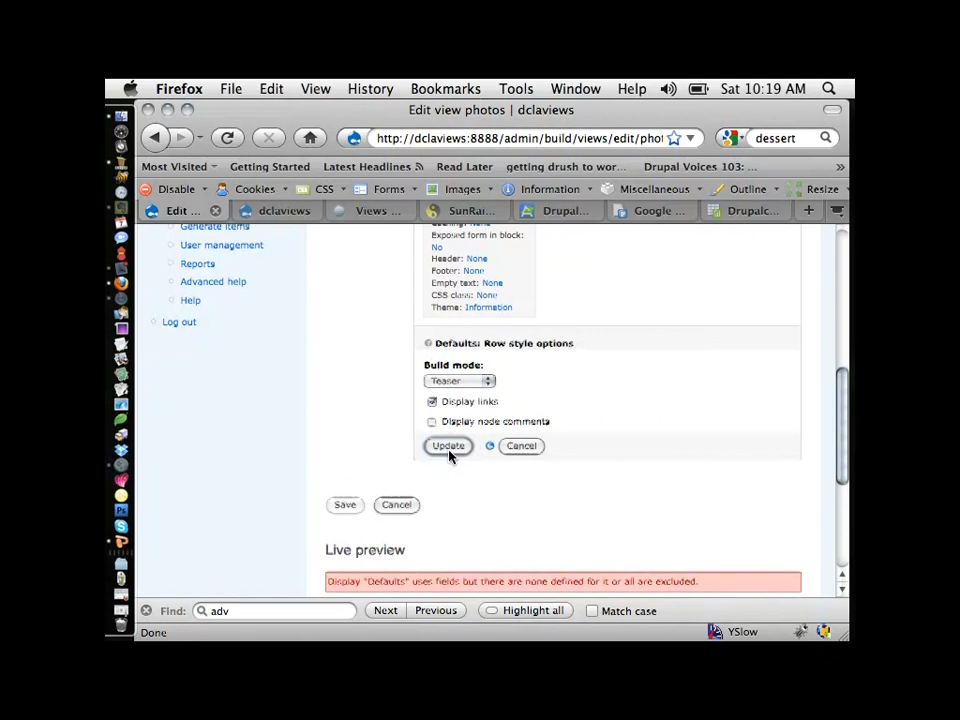 Firefox File Edit View History Bookmarks Tools Window Help Sat 10:19 AM
Edit view photos | dclaviews
http://dclaviews:8888/admin/build/views/edit/phot dessert
Most Visited Getting Started Latest Headlines Read Later getting drush to wor... Drupal Voices 103:... »
Disable Cookies CSS Forms Images Information Miscellaneous Outline Resize
Edit ... dclaviews Views ... SunRai... Drupal... Google ... Drupalc...
Generate items
User management
Reports
Advanced help
Help
Log out
Exposed form in block:
No
Header: None
Footer: None
Empty text: None
CSS class: None
Theme: Information
Defaults: Row style options
Build mode:
Teaser
Display links
Display node comments
Update Cancel
Save Cancel
Live preview
Display "Defaults" uses fields but there are none defined for it or all are excluded.
Find: adv Next Previous Highlight all Match case
Done YSlow